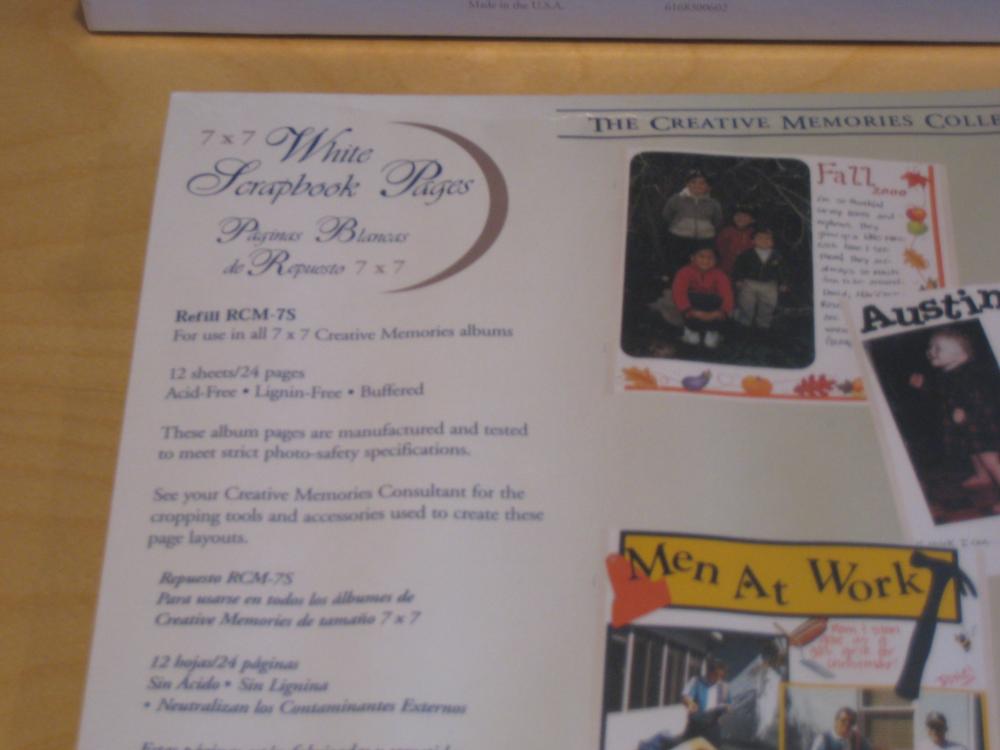 Made in the U.S.A.
6168300602
7 x 7 White
Scrapbook Pages
Páginas Blancas
de Repuesto 7 x 7
Refill RCM-7S
For use in all 7 x 7 Creative Memories albums
12 sheets/24 pages
Acid-Free • Lignin-Free • Buffered
These album pages are manufactured and tested
to meet strict photo-safety specifications.
See your Creative Memories Consultant for the
cropping tools and accessories used to create these
page layouts.
Repuesto RCM-7S
Para usarse en todos los álbumes de
Creative Memories de tamaño 7 x 7
12 hojas/24 páginas
Sin Ácido • Sin Lignina
• Neutralizan los Contaminantes Externos
THE CREATIVE MEMORIES COLLE
Fall
2000
I'm so thankful
Austin
Men At Work